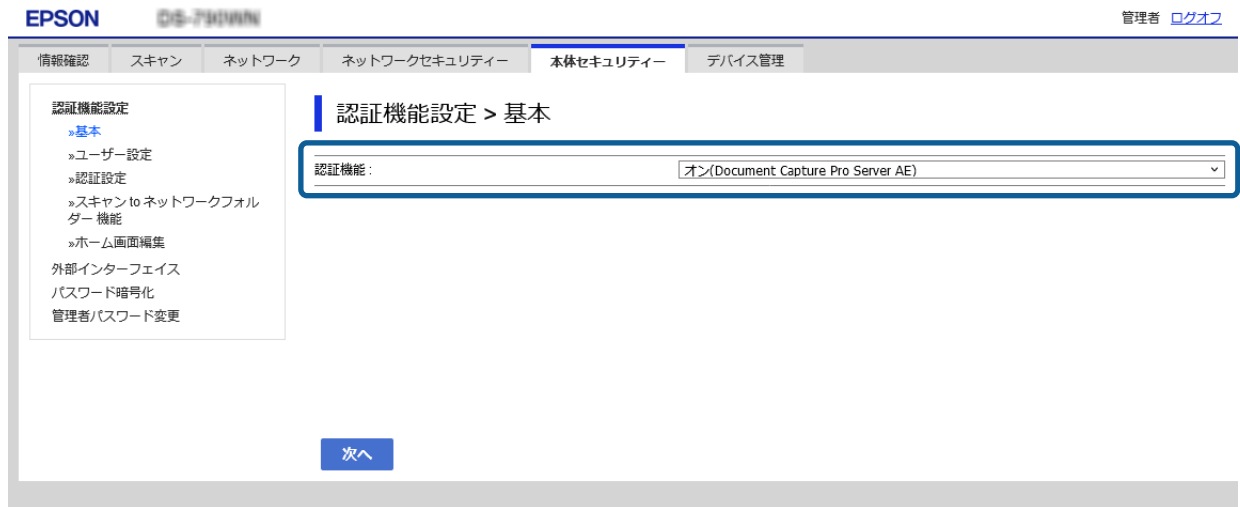 EPSON
管理者 ログオフ
情報確認 スキャン ネットワーク ネットワークセキュリティー 本体セキュリティー デバイス管理
認証機能設定
»基本
»ユーザー設定
»認証設定
»スキャン to ネットワークフォル
ダー 機能
»ホーム画面編集
外部インターフェイス
パスワード暗号化
管理者パスワード変更
認証機能設定 > 基本
認証機能 : オン(Document Capture Pro Server AE)
次へ